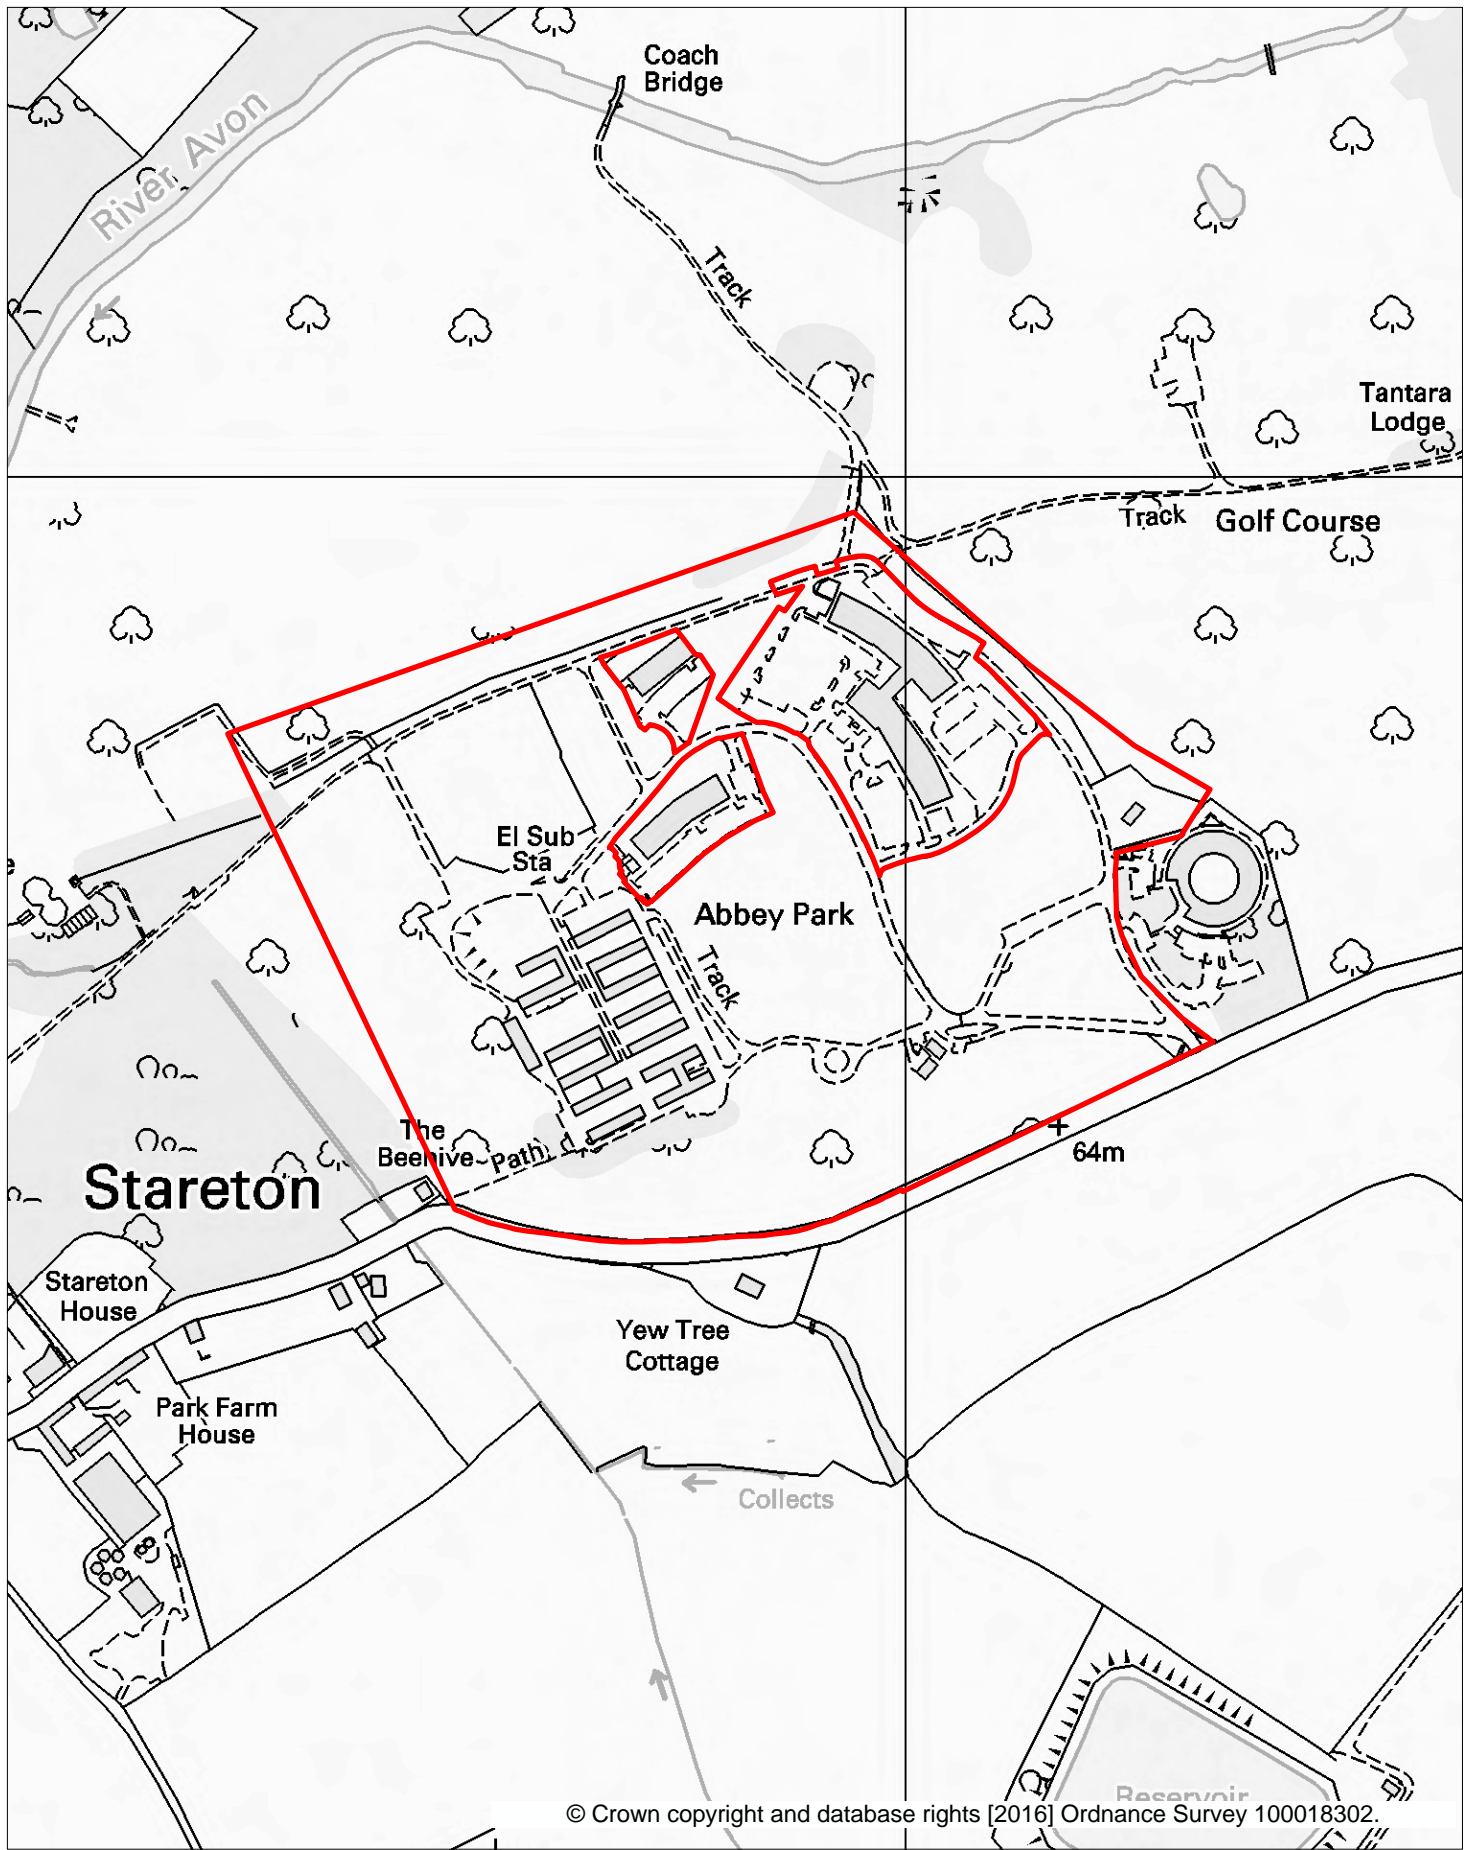 Coach
Bridge
River Avon
Track
Tantara
Lodge
Track
Golf Course
El Sub
Sta
e
Abbey Park
Track
The
Beehive
Path
64m
Stareton
Stareton
House
Yew Tree
Cottage
Park Farm
House
Collects
Reservoir
© Crown copyright and database rights [2016] Ordnance Survey 100018302.